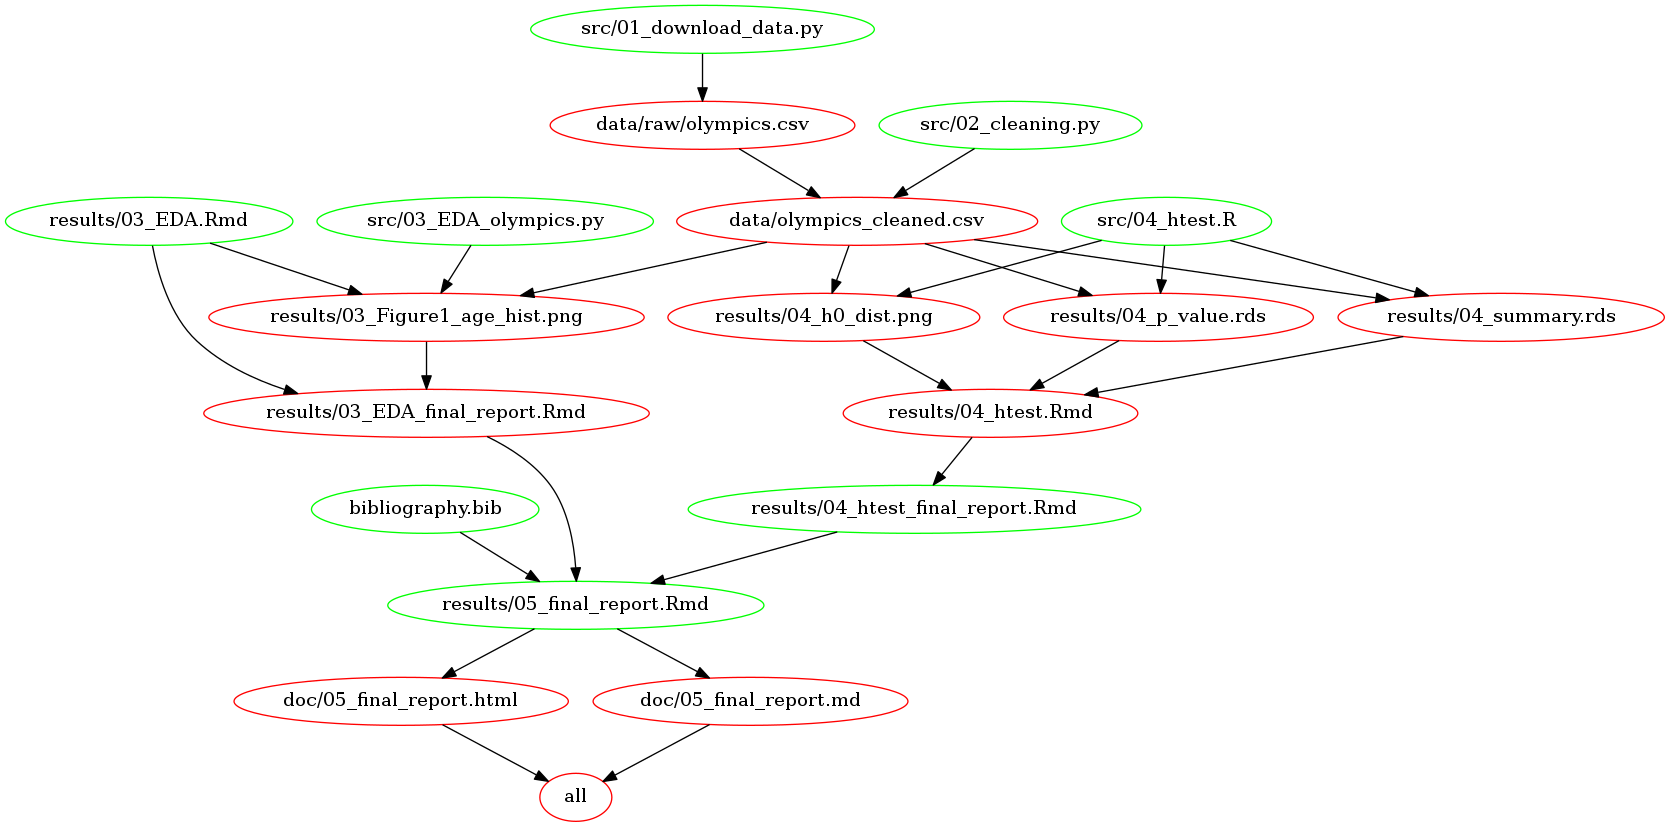 src/01_download_data.py
data/raw/olympics.csv
src/02_cleaning.py
results/03_EDA.Rmd
src/03_EDA_olympics.py
data/olympics_cleaned.csv
src/04_htest.R
results/03_Figure1_age_hist.png
results/04_h0_dist.png
results/04_p_value.rds
results/04_summary.rds
results/03_EDA_final_report.Rmd
results/04_htest.Rmd
bibliography.bib
results/04_htest_final_report.Rmd
results/05_final_report.Rmd
doc/05_final_report.html
doc/05_final_report.md
all